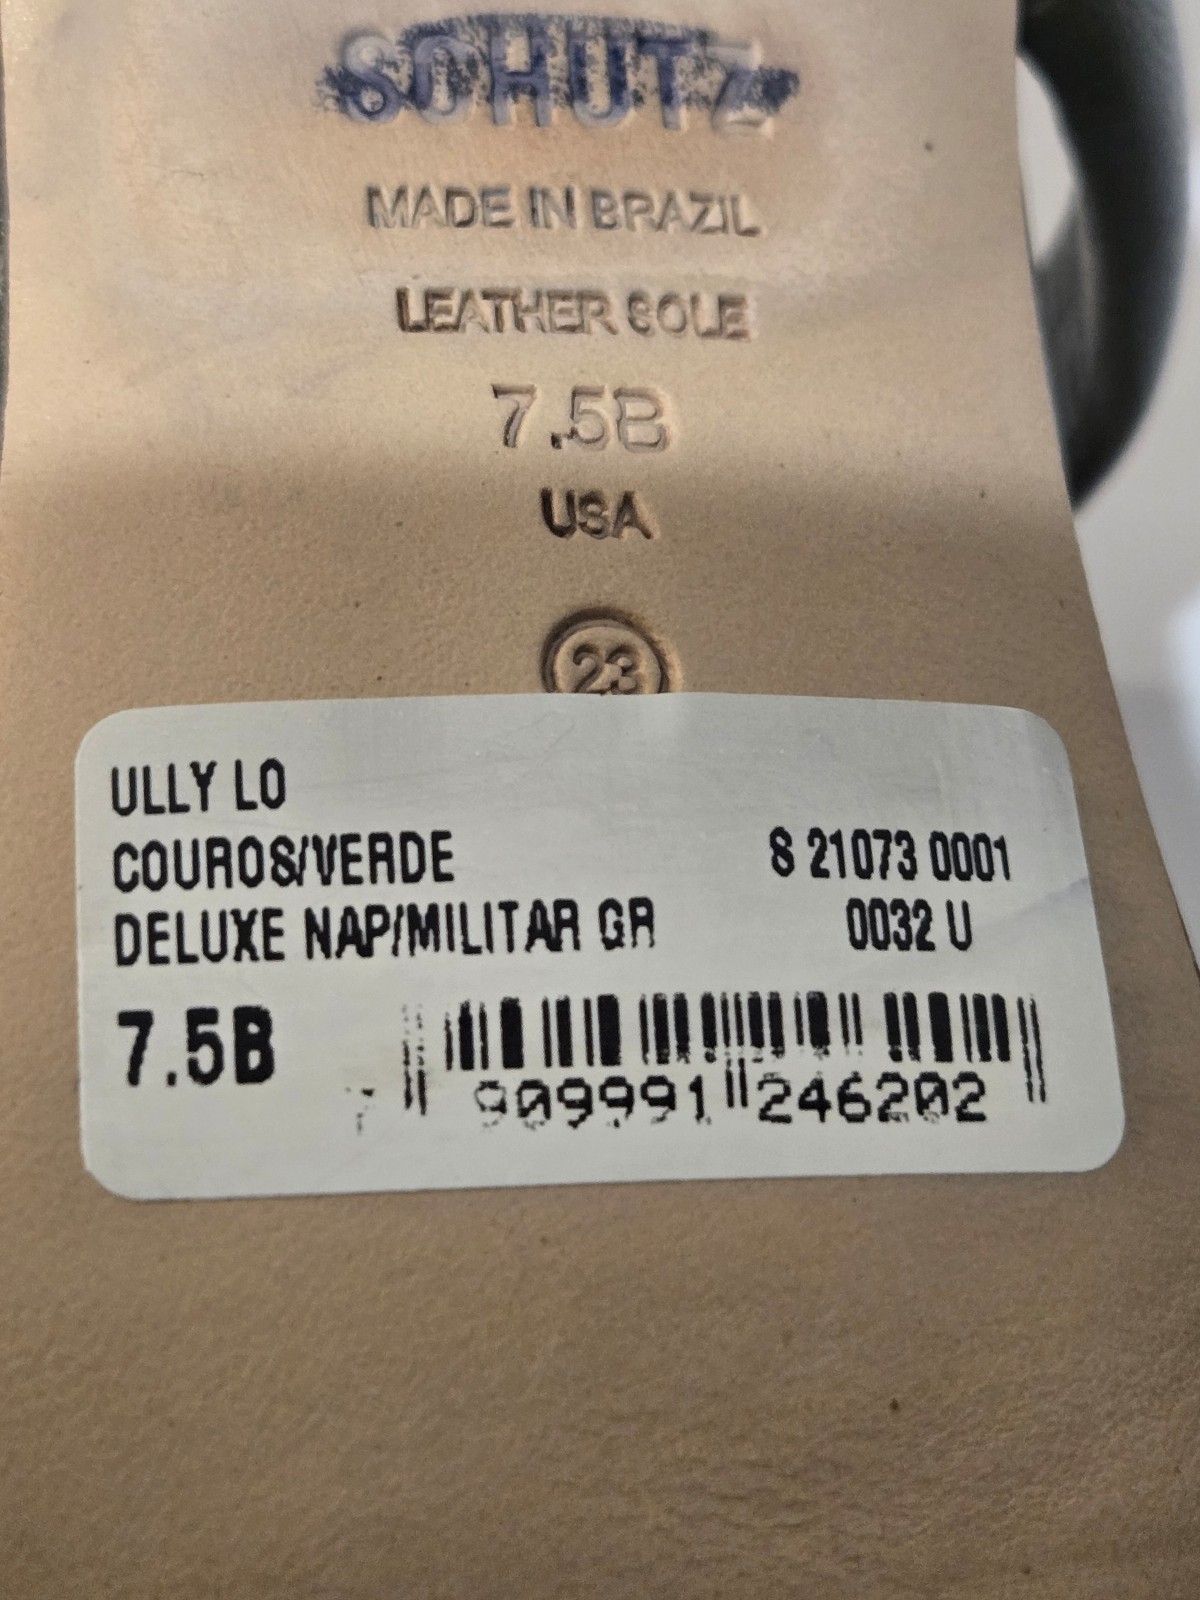 SCHUTZ
MADE IN BRAZIL
LEATHER SOLE
7.5B
USA
23
ULLY LO
COUROS/VERDE S 21073 0001
DELUXE NAP/MILITAR GR 0032 U
7.5B
7 909991 246202